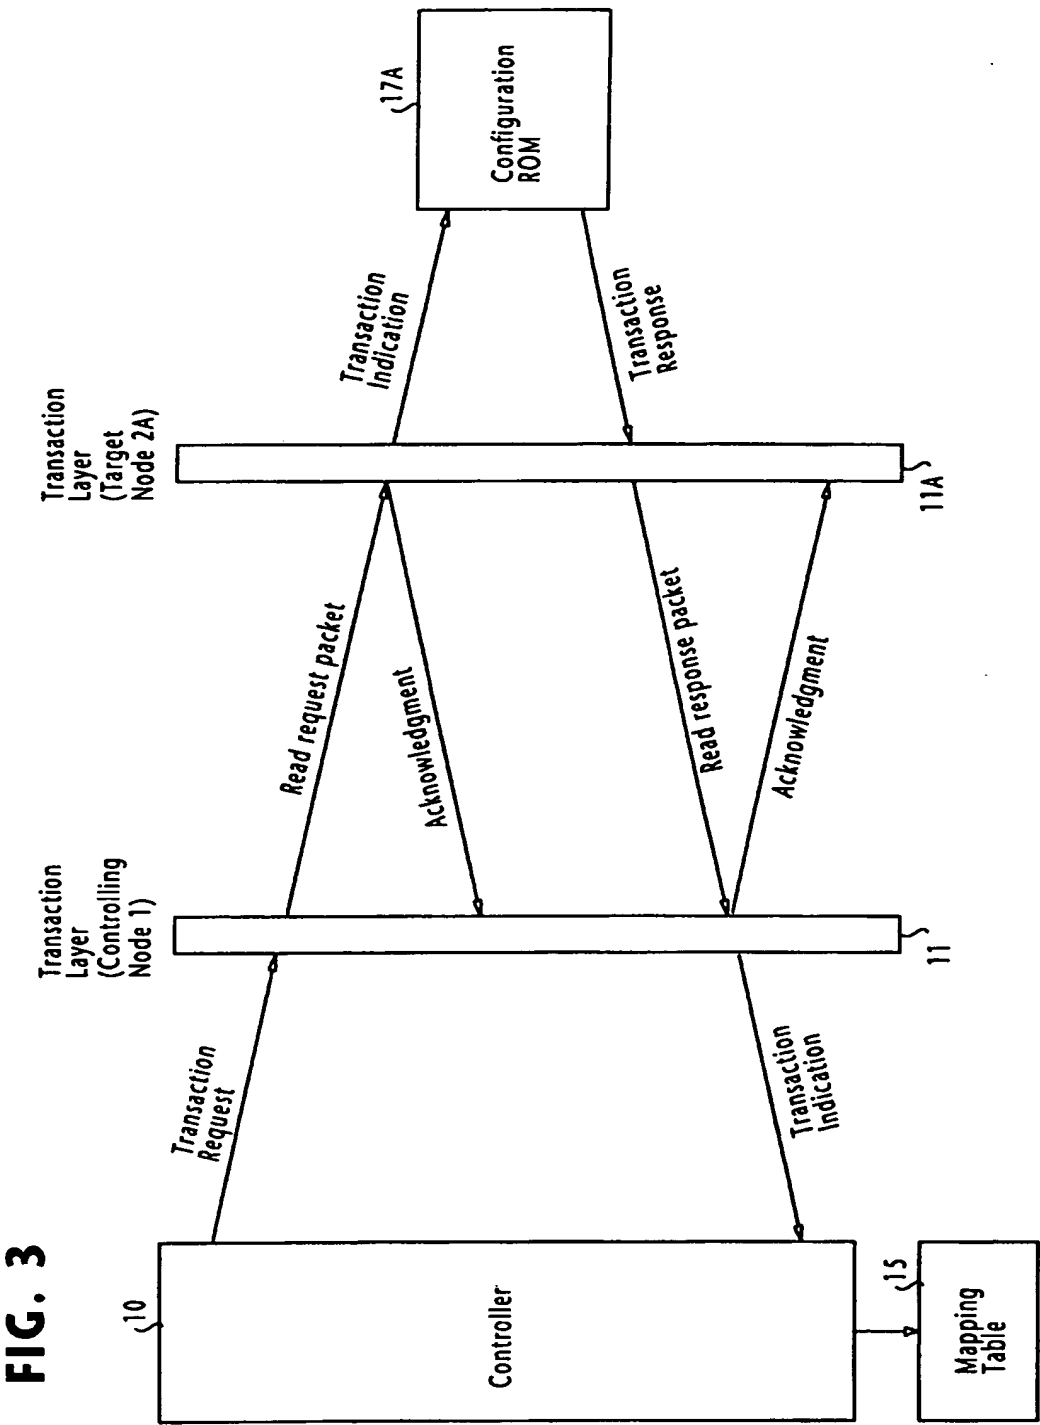 FIG. 3
10
Controller
15
Mapping
Table
Transaction
Request
Transaction
Indication
Transaction
Layer
(Controlling
Node 1)
11
Read request packet
Acknowledgment
Read response packet
Acknowledgment
Transaction
Layer
(Target
Node 2A)
11A
Transaction
Indication
Transaction
Response
17A
Configuration
ROM